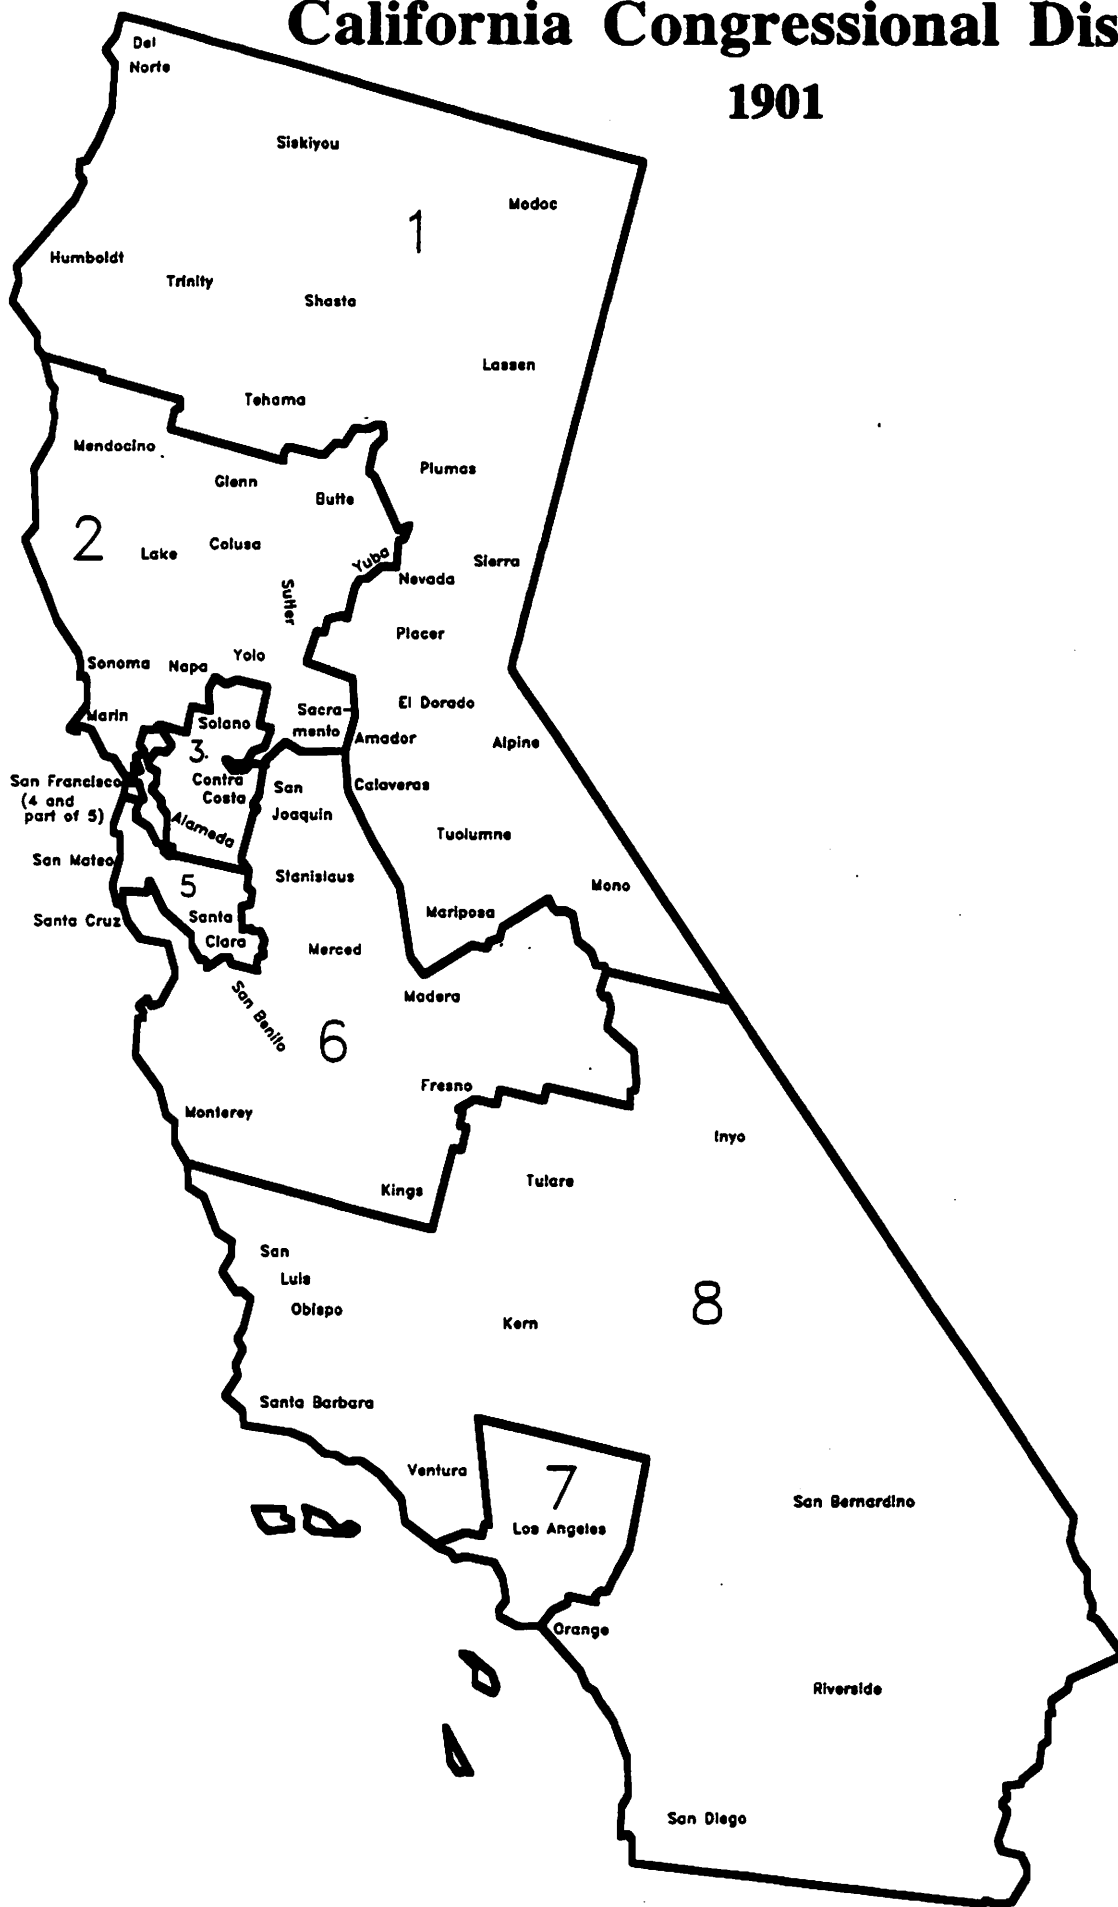 California Congressional Dis
1901
Del
Norte
Siskiyou
Modoc
1
Humboldt
Trinity
Shasta
Lassen
Tehama
Mendocino
Plumas
Glenn
Butte
2
Lake
Colusa
Yuba
Sierra
Nevada
Sutter
Placer
Sonoma
Napa
Yolo
El Dorado
Marin
Solano
Sacra-
mento
Amador
Alpine
3
San Francisco
(4 and
part of 5)
Contra
Costa
San
Joaquin
Calaveras
Alameda
Tuolumne
San Mateo
5
Stanislaus
Mono
Santa Cruz
Santa
Clara
Mariposa
Merced
San Benito
Madera
6
Fresno
Monterey
Inyo
Kings
Tulare
San
Luis
Obispo
Kern
8
Santa Barbara
Ventura
7
Los Angeles
San Bernardino
Orange
Riverside
San Diego